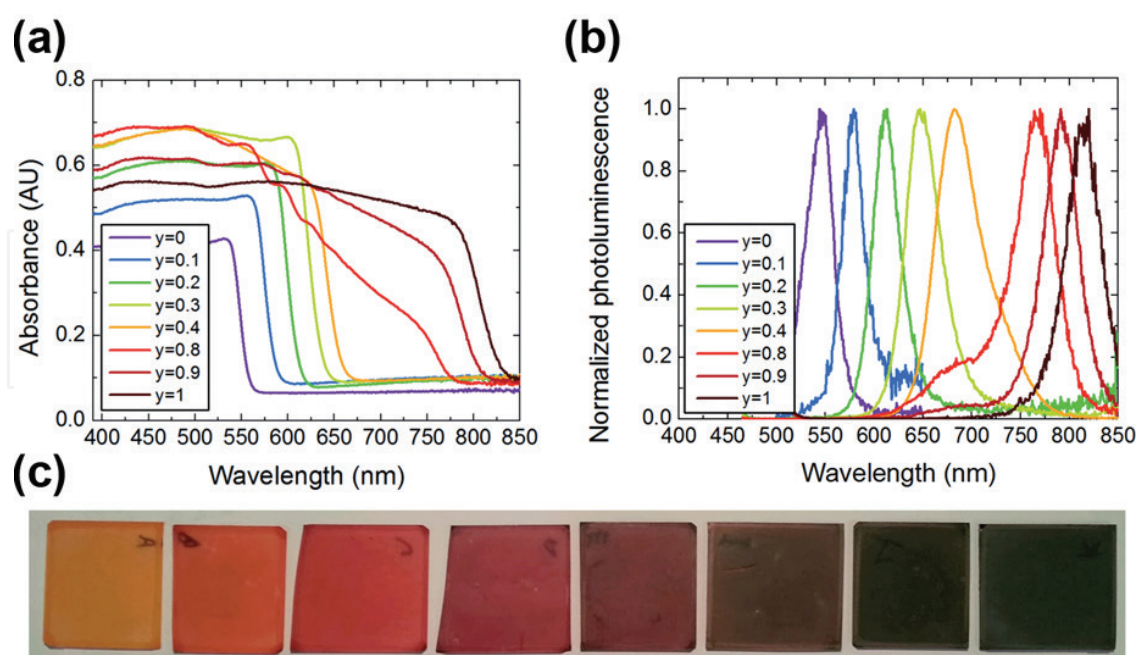 (a)
0.8
0.6
0.4
0.2
0.0
Absorbance (AU)
y=0
y=0.1
y=0.2
y=0.3
y=0.4
y=0.8
y=0.9
y=1
400 450 500 550 600 650 700 750 800 850
Wavelength (nm)
(b)
1.0
0.8
0.6
0.4
0.2
0.0
Normalized photoluminescence
y=0
y=0.1
y=0.2
y=0.3
y=0.4
y=0.8
y=0.9
y=1
400 450 500 550 600 650 700 750 800 850
Wavelength (nm)
(c)
A
B
C